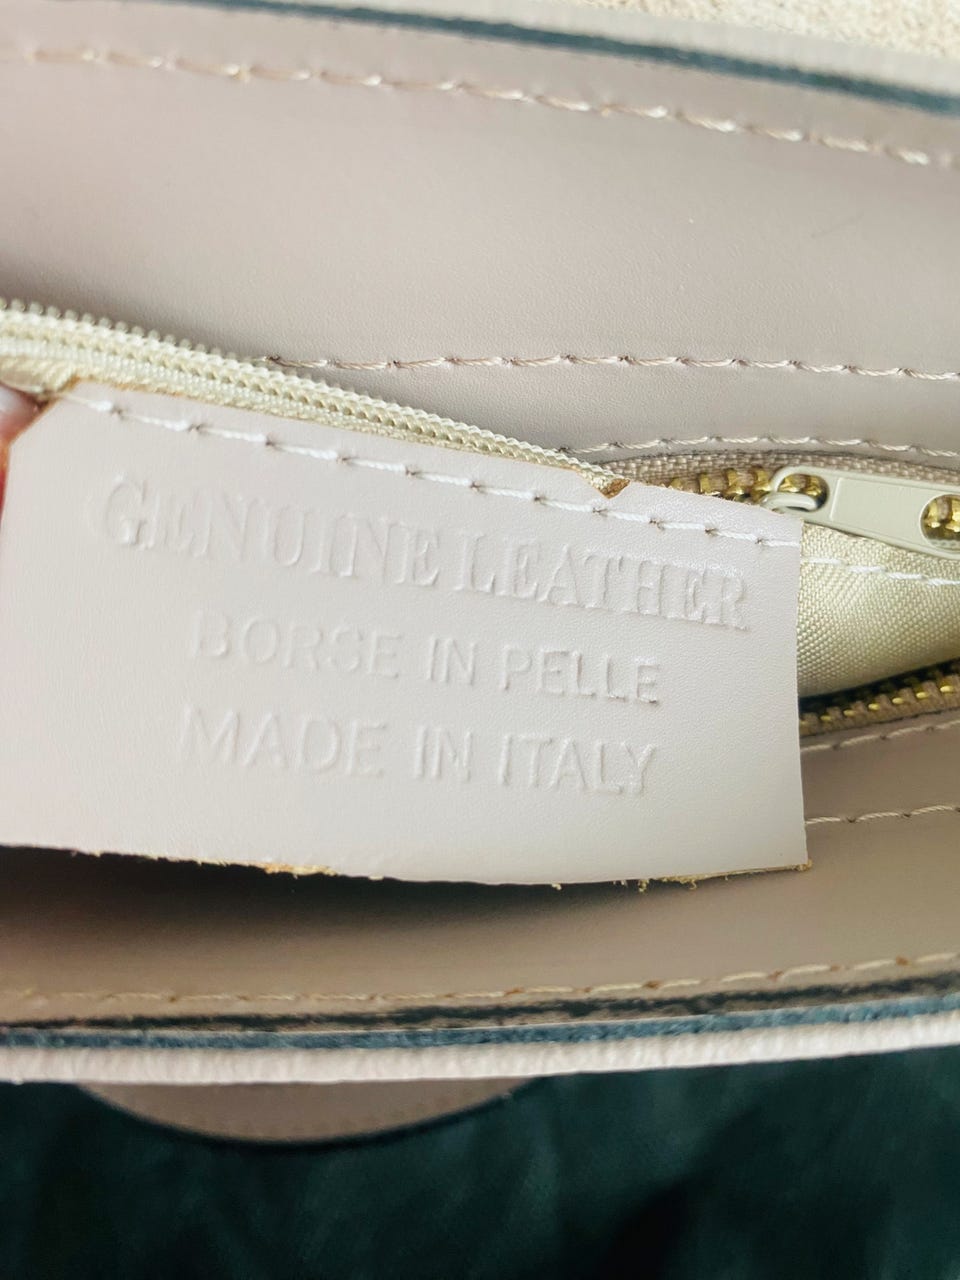 GENUINE LEATHER
BORSE IN PELLE
MADE IN ITALY